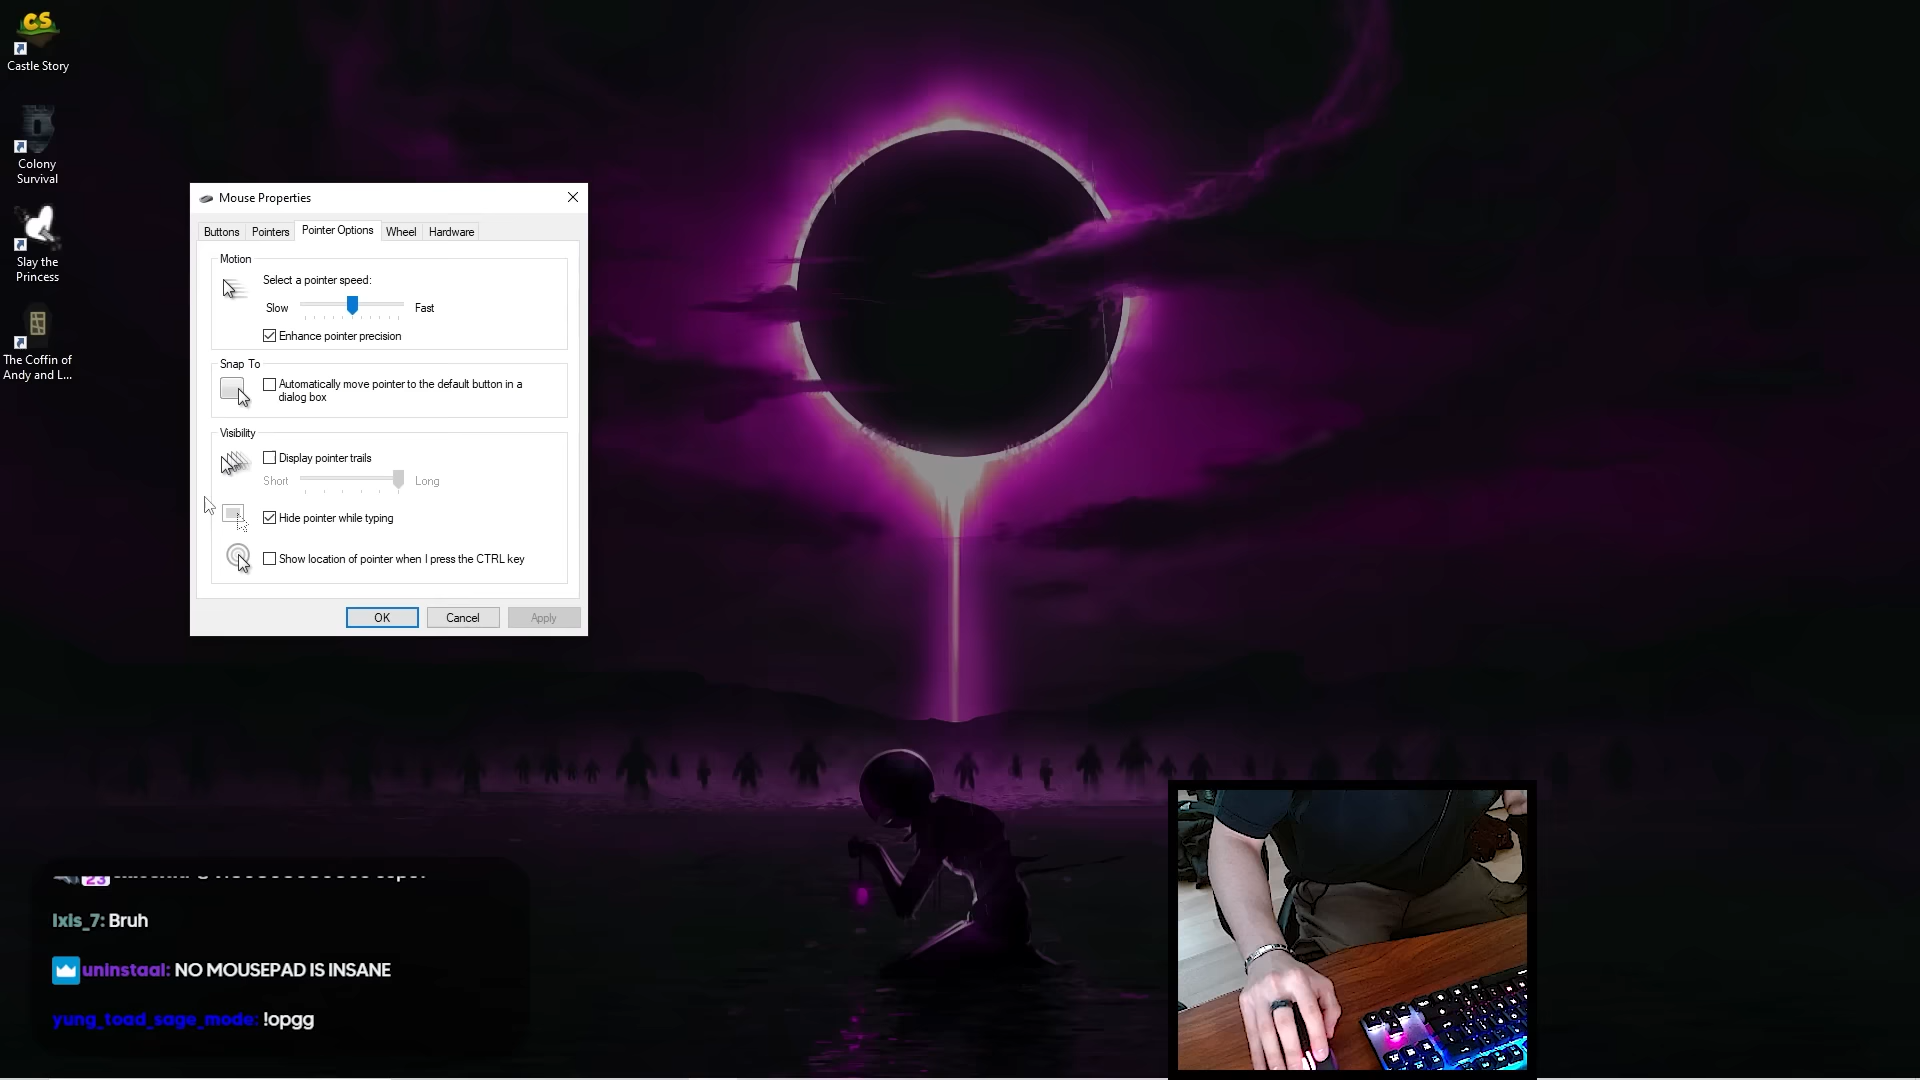 CS
Castle Story
Colony
Survival
Slay the
Princess
The Coffin of
Andy and L...
Mouse Properties
Buttons
Pointers
Pointer Options
Wheel
Hardware
Motion
Select a pointer speed:
Slow
Fast
Enhance pointer precision
Snap To
Automatically move pointer to the default button in a
dialog box
Visibility
Display pointer trails
Short
Long
Hide pointer while typing
Show location of pointer when I press the CTRL key
OK
Cancel
Apply
23
lxls_7: Bruh
uninstaal: NO MOUSEPAD IS INSANE
yung_toad_sage_mode: !opgg